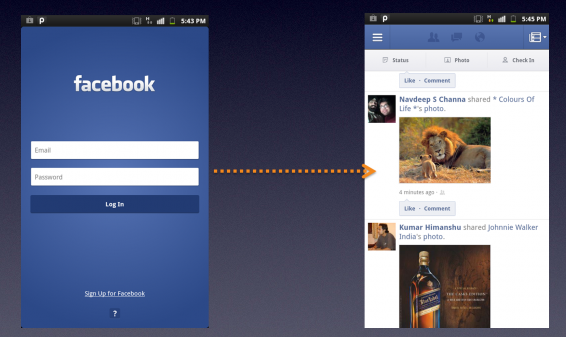 5:43 PM
facebook
Email
Password
Log In
Sign Up for Facebook
?
5:45 PM
Status
Photo
Check In
Like · Comment
Navdeep S Channa shared * Colours Of
Life *'s photo.
4 minutes ago ·
Like · Comment
Kumar Himanshu shared Johnnie Walker
India's photo.